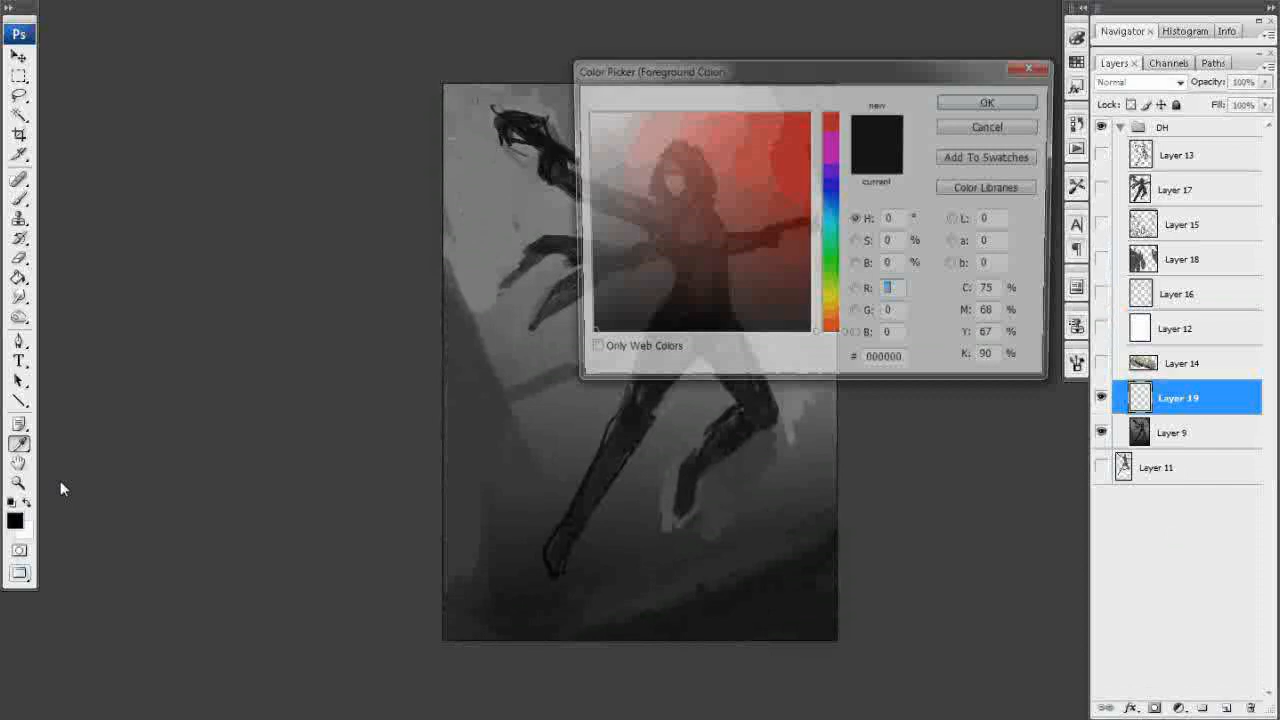 Ps
Navigator × Histogram Info
Color Picker (Foreground Color)
Layers × Channels Paths
Normal Opacity: 100%
new OK
Lock: Fill: 100%
Cancel
DH
Layer 13
Add To Swatches
current
Color Libraries
Layer 17
H: 0 ° L: 0
Layer 15
S: 0 % a: 0
B: 0 % b: 0
Layer 18
R: C: 75 %
Layer 16
G: 0 M: 68 %
Layer 12
B: 0 Y: 67 %
Only Web Colors
# 000000 K: 90 %
Layer 14
Layer 19
Layer 9
Layer 11
T
A